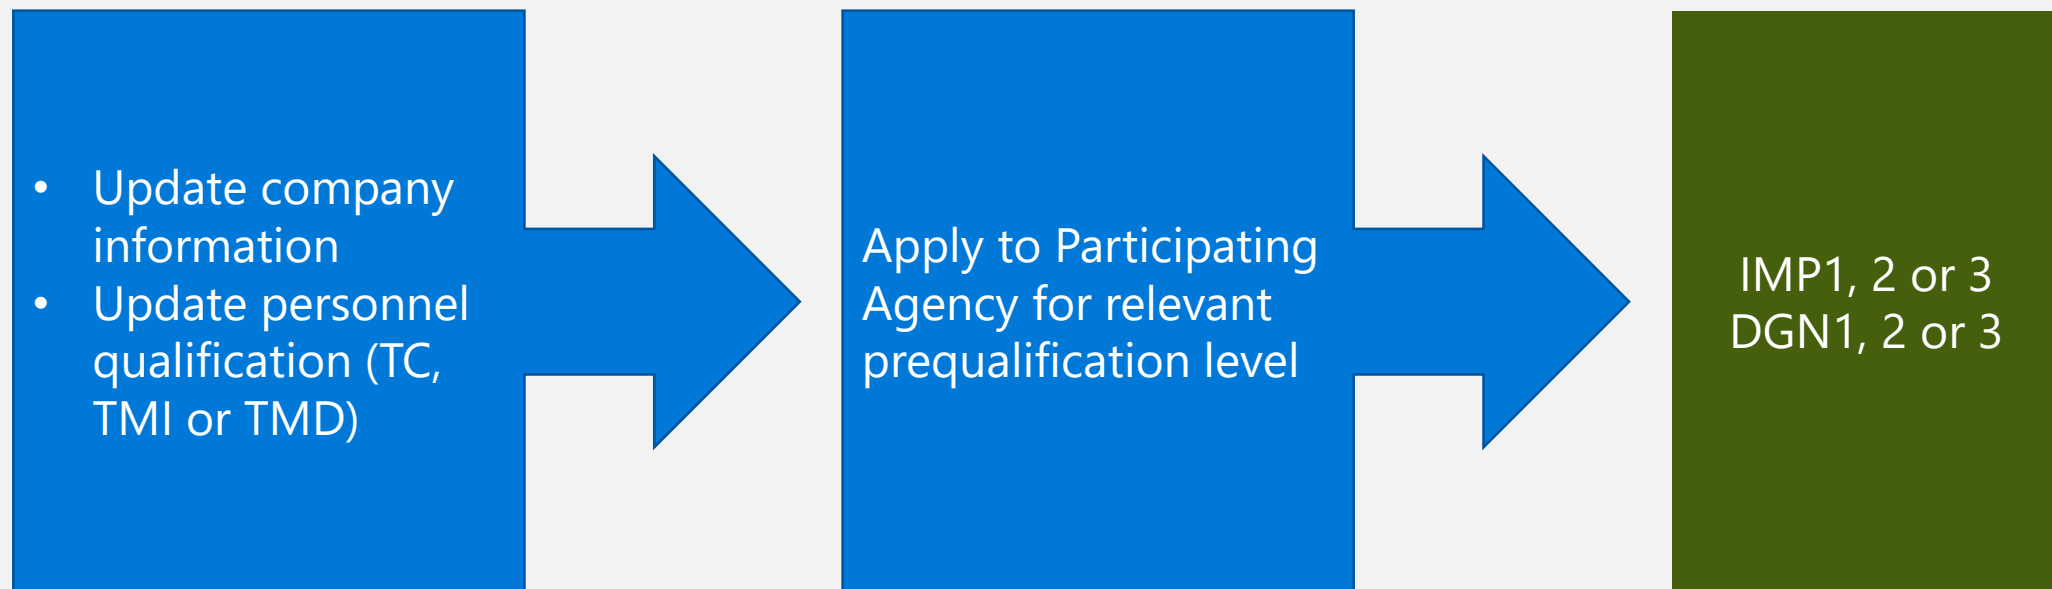 • Update company
information
• Update personnel
qualification (TC,
TMI or TMD)
Apply to Participating
Agency for relevant
prequalification level
IMP1, 2 or 3
DGN1, 2 or 3